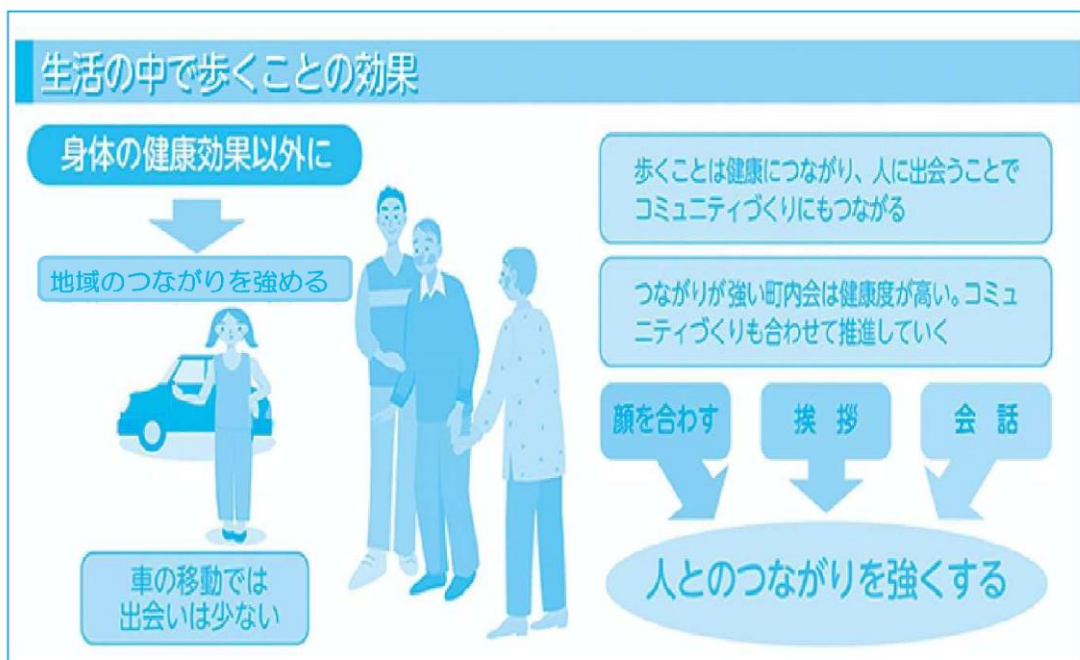 生活の中で歩くことの効果
身体の健康効果以外に
地域のつながりを強める
車の移動では
出会いは少ない
歩くことは健康につながり、人に出会うことで
コミュニティづくりにもつながる
つながりが強い町内会は健康度が高い。コミュ
ニティづくりも合わせて推進していく
顔を合わす
挨 拶
会 話
人とのつながりを強くする